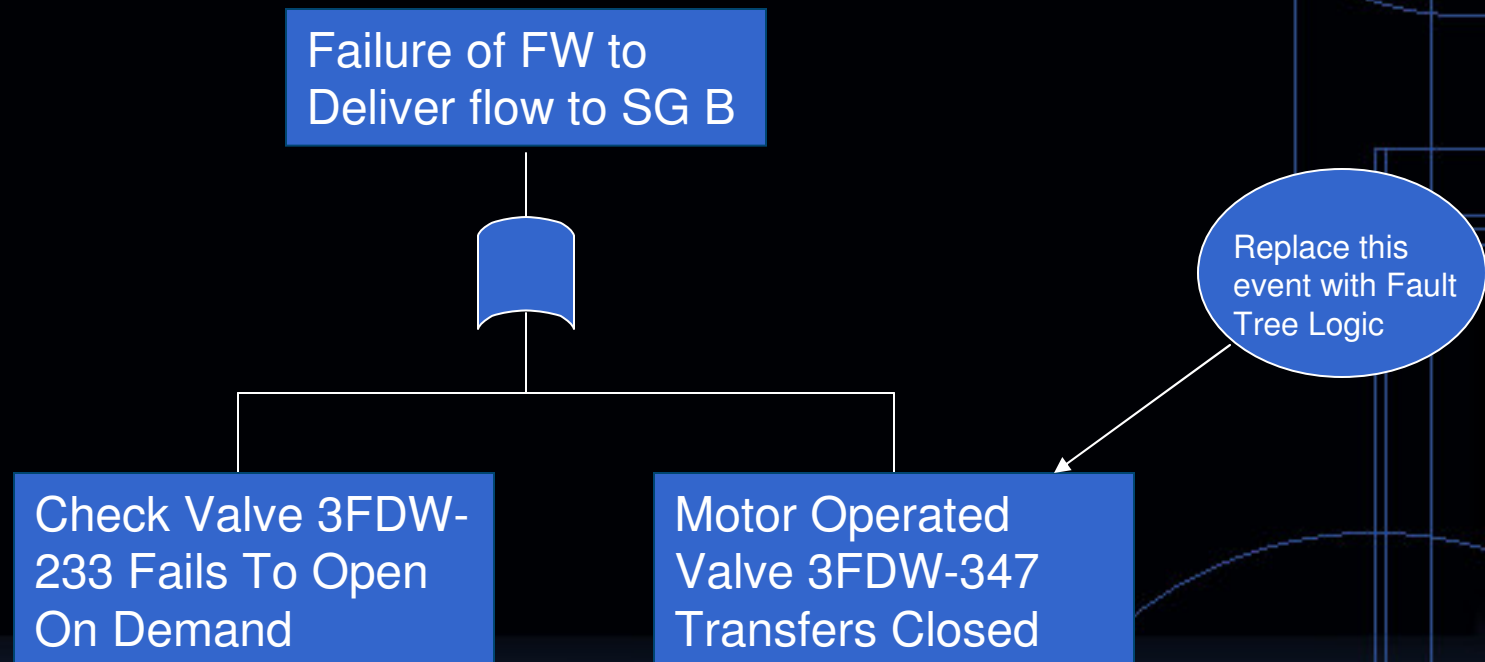 Failure of FW to
Deliver flow to SG B
Replace this
event with Fault
Tree Logic
Check Valve 3FDW-
233 Fails To Open
On Demand
Motor Operated
Valve 3FDW-347
Transfers Closed